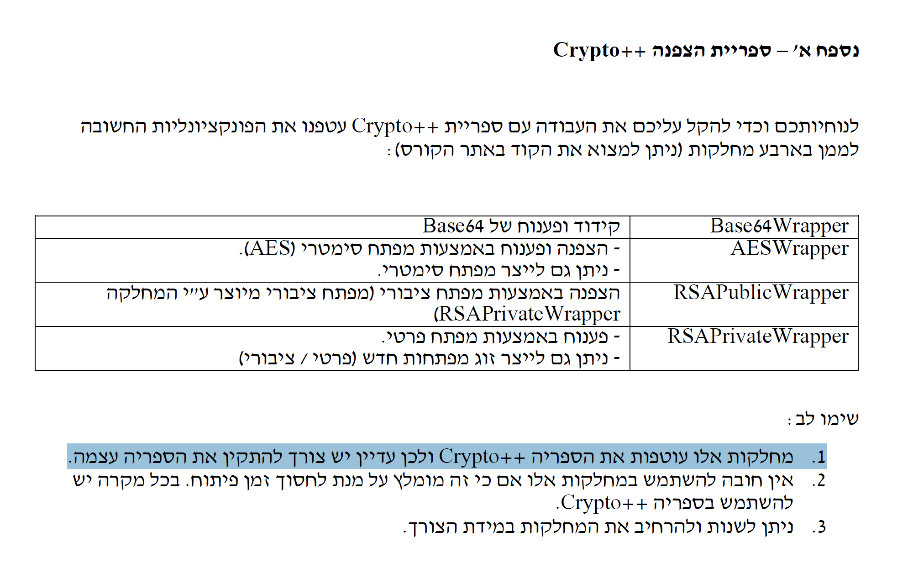 נספח א' – ספריית הצפנה Crypto++
לנוחיותכם וכדי להקל עליכם את העבודה עם ספריית Crypto++ עטפנו את הפונקציונליות החשובה
לממן בארבע מחלקות (ניתן למצוא את הקוד באתר הקורס):
Base64Wrapper קידוד ופענוח של Base64
AESWrapper - הצפנה ופענוח באמצעות מפתח סימטרי (AES).
- ניתן גם לייצר מפתח סימטרי.
RSAPublicWrapper הצפנה באמצעות מפתח ציבורי (מפתח ציבורי מיוצר ע"י המחלקה
RSAPrivateWrapper)
RSAPrivateWrapper - פענוח באמצעות מפתח פרטי.
- ניתן גם לייצר זוג מפתחות חדש (פרטי / ציבורי)
שימו לב:
1. מחלקות אלו עוטפות את הספריה Crypto++ ולכן עדיין יש צורך להתקין את הספריה עצמה.
2. אין חובה להשתמש במחלקות אלו אם כי זה מומלץ על מנת לחסוך זמן פיתוח. בכל מקרה יש
להשתמש בספריה Crypto++.
3. ניתן לשנות ולהרחיב את המחלקות במידת הצורך.